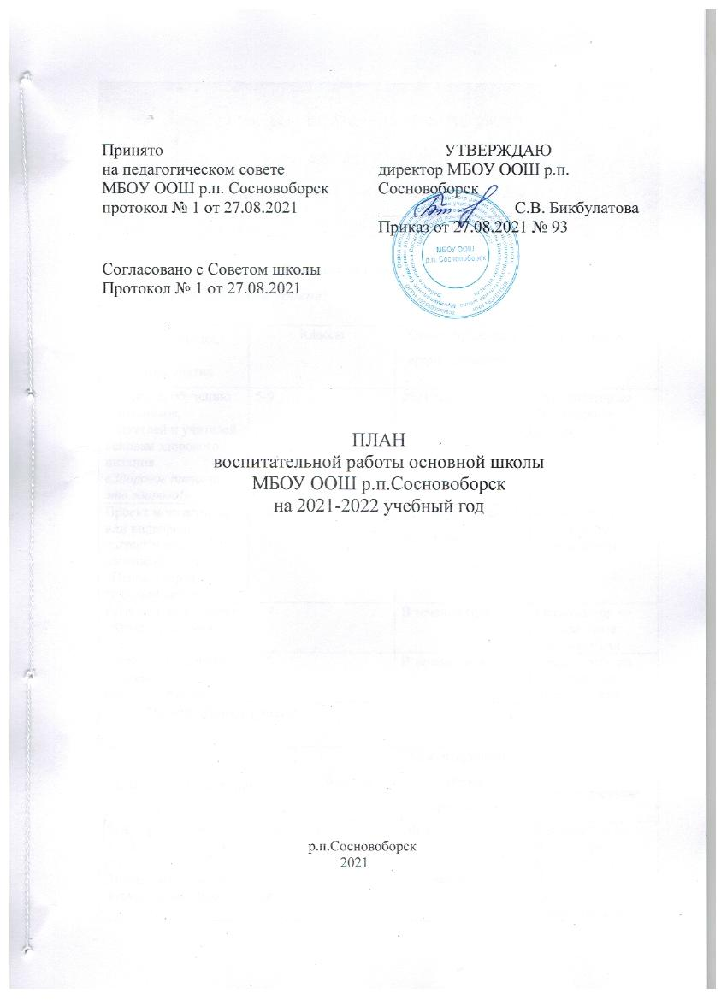 Принято
на педагогическом совете
МБОУ ООШ р.п. Сосновоборск
протокол № 1 от 27.08.2021
УТВЕРЖДАЮ
директор МБОУ ООШ р.п.
Сосновоборск
С.В. Бикбулатова
Приказ от 27.08.2021 № 93
МБОУ ООШ
р.п. Сосновоборск
Согласовано с Советом школы
Протокол № 1 от 27.08.2021
ПЛАН
воспитательной работы основной школы
МБОУ ООШ р.п.Сосновоборск
на 2021-2022 учебный год
р.п.Сосновоборск
2021